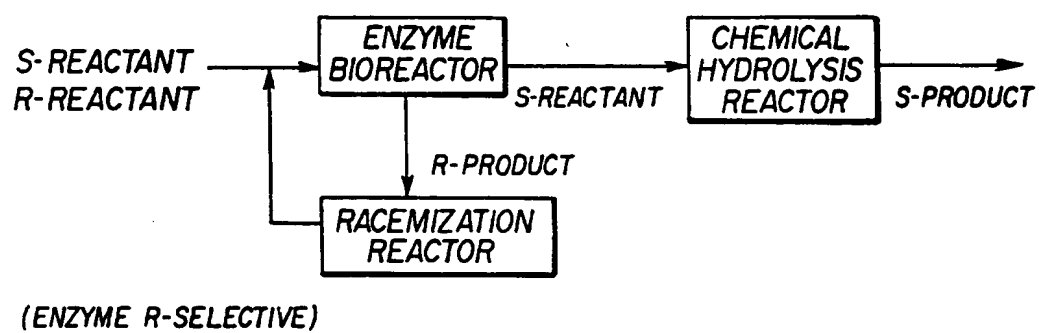 S-REACTANT
R-REACTANT
ENZYME
BIOREACTOR
S-REACTANT
CHEMICAL
HYDROLYSIS
REACTOR
S-PRODUCT
R-PRODUCT
RACEMIZATION
REACTOR
(ENZYME R-SELECTIVE)